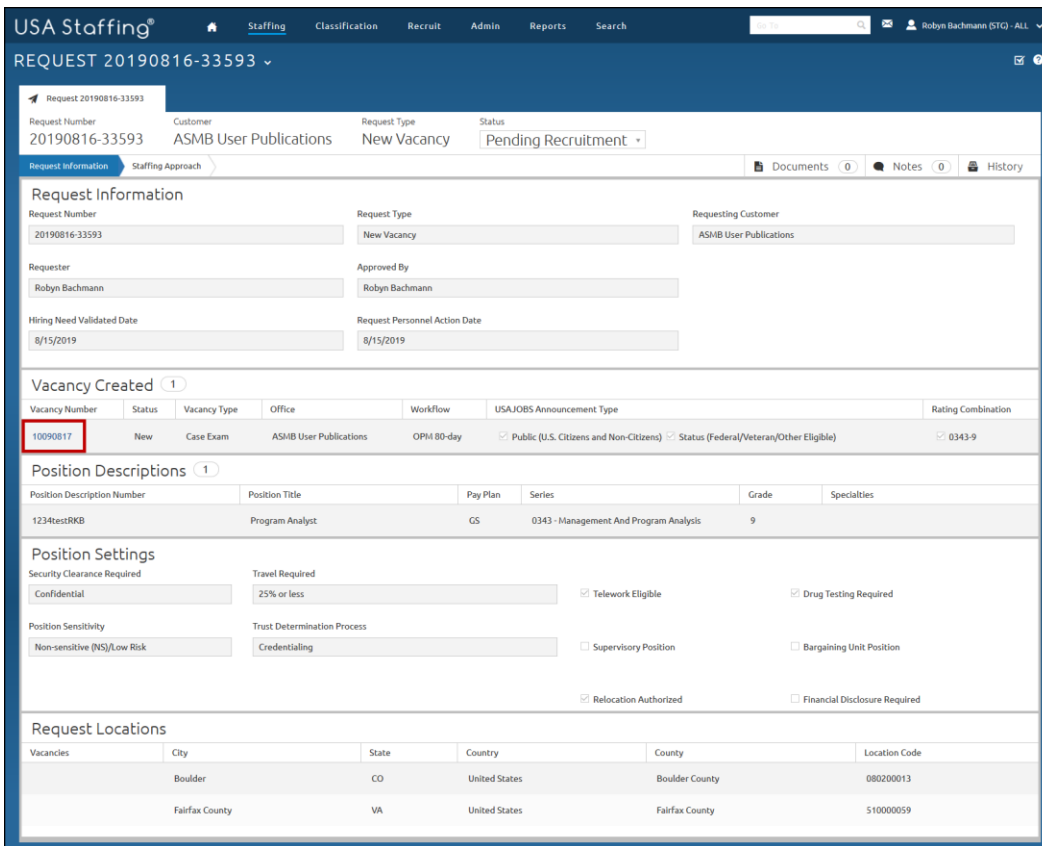 USA Staffing® Staffing Classification Recruit Admin Reports Search Go To Robyn Bachmann (STG) - ALL
REQUEST 20190816-33593
Request 20190816-33593
Request Number Customer Request Type Status
20190816-33593 ASMB User Publications New Vacancy Pending Recruitment
Request Information Staffing Approach Documents 0 Notes 0 History
Request Information
Request Number Request Type Requesting Customer
20190816-33593 New Vacancy ASMB User Publications
Requester Approved By
Robyn Bachmann Robyn Bachmann
Hiring Need Validated Date Request Personnel Action Date
8/15/2019 8/15/2019
Vacancy Created 1
Vacancy Number Status Vacancy Type Office Workflow USAJOBS Announcement Type Rating Combination
10090817 New Case Exam ASMB User Publications OPM 80-day Public (U.S. Citizens and Non-Citizens) Status (Federal/Veteran/Other Eligible) 0343-9
Position Descriptions 1
Position Description Number Position Title Pay Plan Series Grade Specialties
1234testRKB Program Analyst GS 0343 - Management And Program Analysis 9
Position Settings
Security Clearance Required Travel Required
Confidential 25% or less Telework Eligible Drug Testing Required
Position Sensitivity Trust Determination Process
Non-sensitive (NS)/Low Risk Credentialing Supervisory Position Bargaining Unit Position
Relocation Authorized Financial Disclosure Required
Request Locations
Vacancies City State Country County Location Code
Boulder CO United States Boulder County 080200013
Fairfax County VA United States Fairfax County 510000059